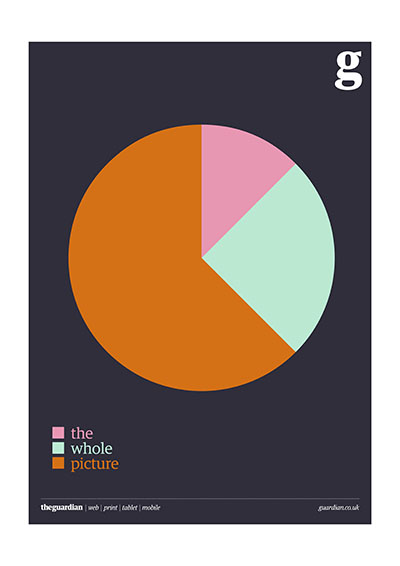 g
the
whole
picture
theguardian | web | print | tablet | mobile
guardian.co.uk